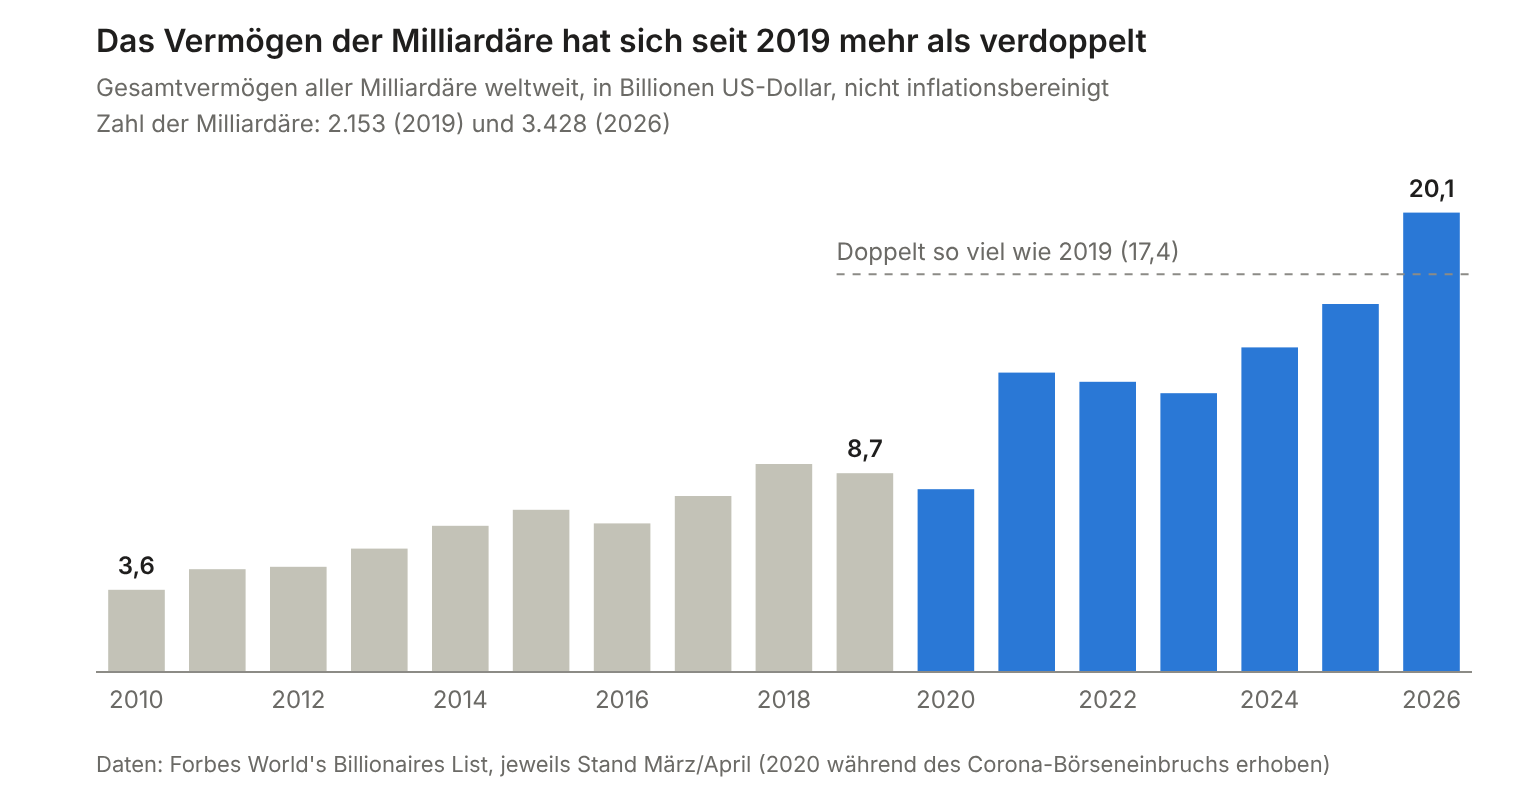 Das Vermögen der Milliardäre hat sich seit 2019 mehr als verdoppelt
Gesamtvermögen aller Milliardäre weltweit, in Billionen US-Dollar, nicht inflationsbereinigt
Zahl der Milliardäre: 2.153 (2019) und 3.428 (2026)
20,1
Doppelt so viel wie 2019 (17,4)
8,7
3,6
2010 2012 2014 2016 2018 2020 2022 2024 2026
Daten: Forbes World's Billionaires List, jeweils Stand März/April (2020 während des Corona-Börseneinbruchs erhoben)